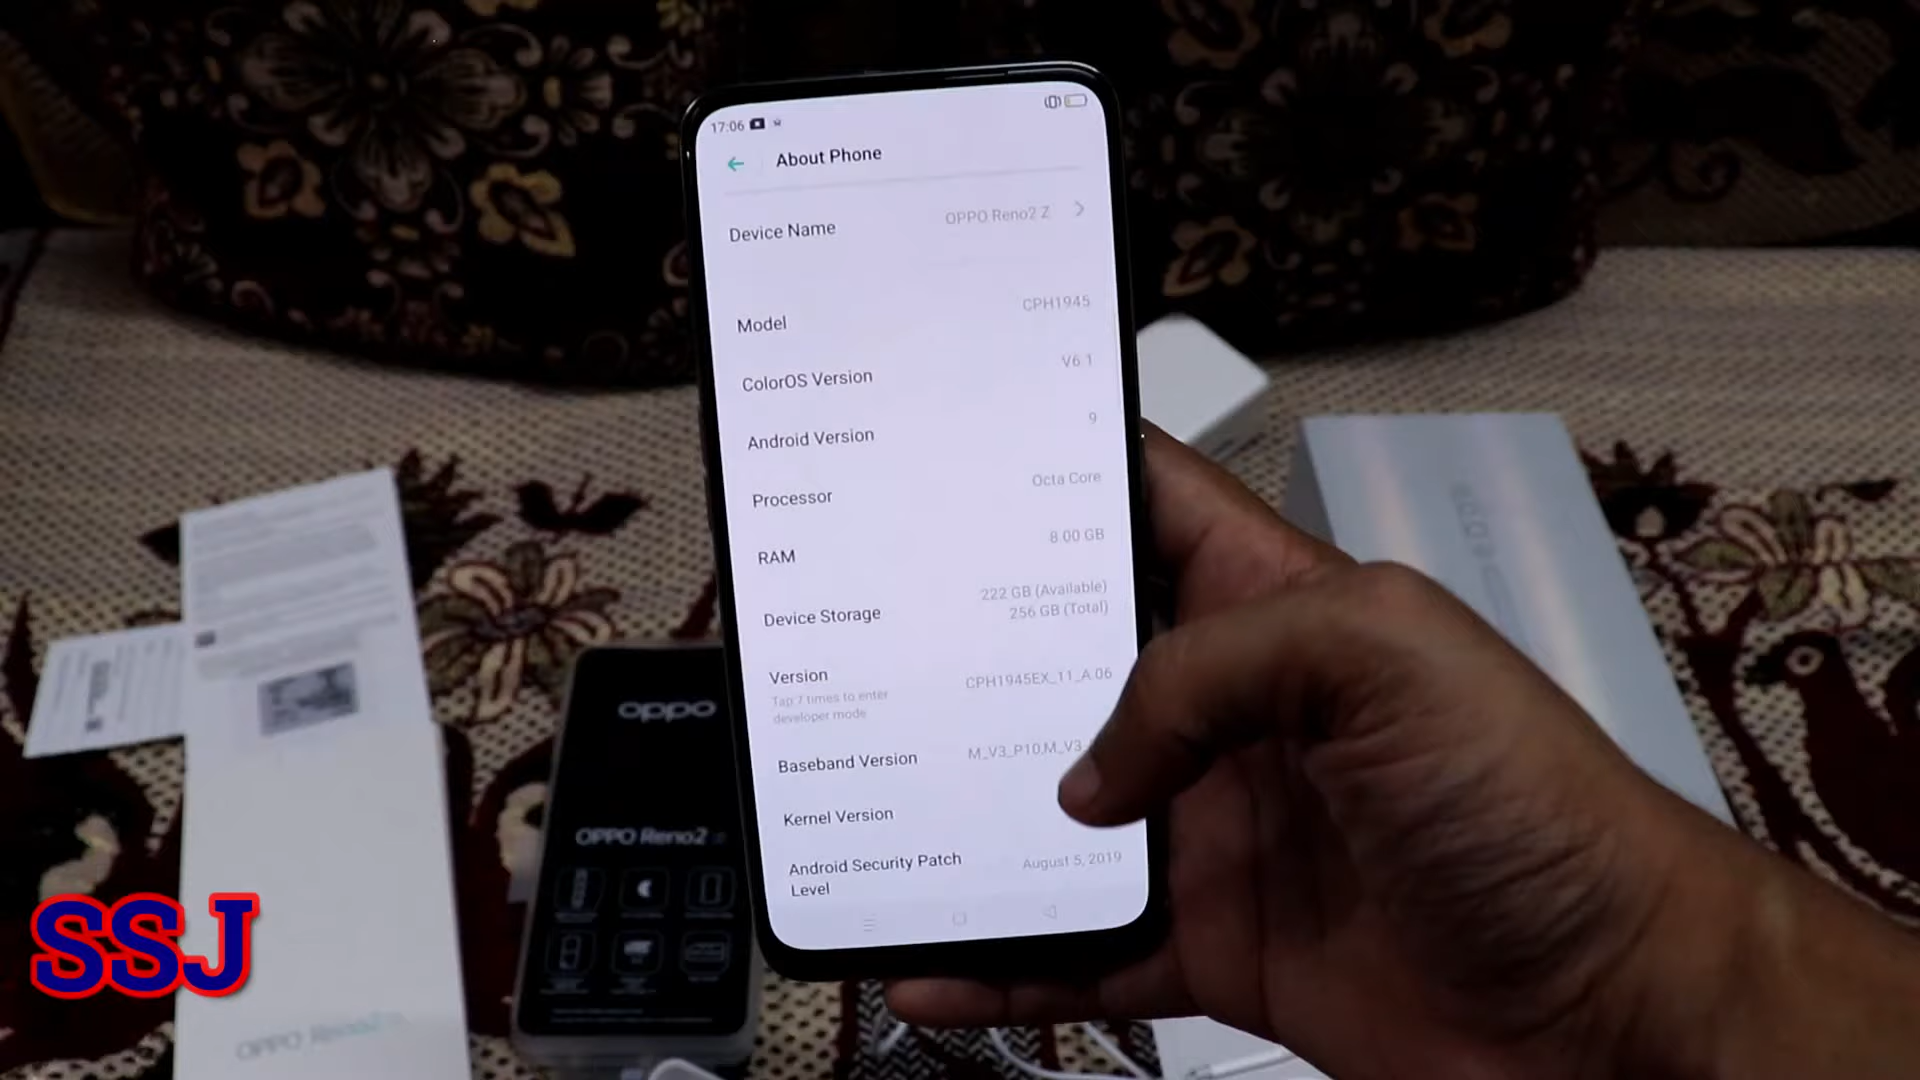 17:06
About Phone
Device Name
OPPO Reno2 Z
Model
CPH1945
ColorOS Version
V6.1
Android Version
9
Processor
Octa Core
RAM
8.00 GB
Device Storage
222 GB (Available)
256 GB (Total)
Version
CPH1945EX_11_A.06
Tap 7 times to enter
developer mode
Baseband Version
M_V3_P10,M_V3_
Kernel Version
Android Security Patch
Level
August 5, 2019
oppo
OPPO Reno2
OPPO Reno2
SSJ